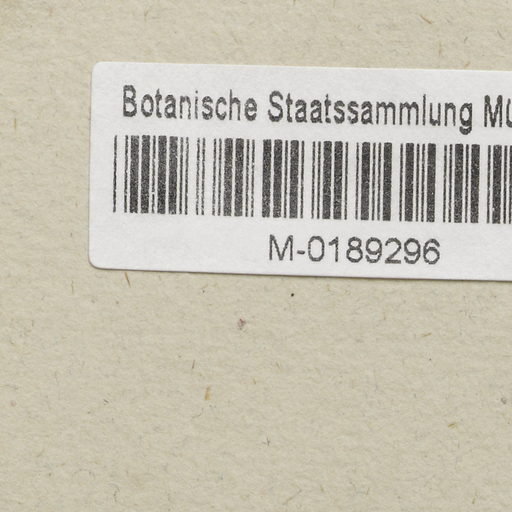 Botanische Staatssammlung Mü
M-0189296